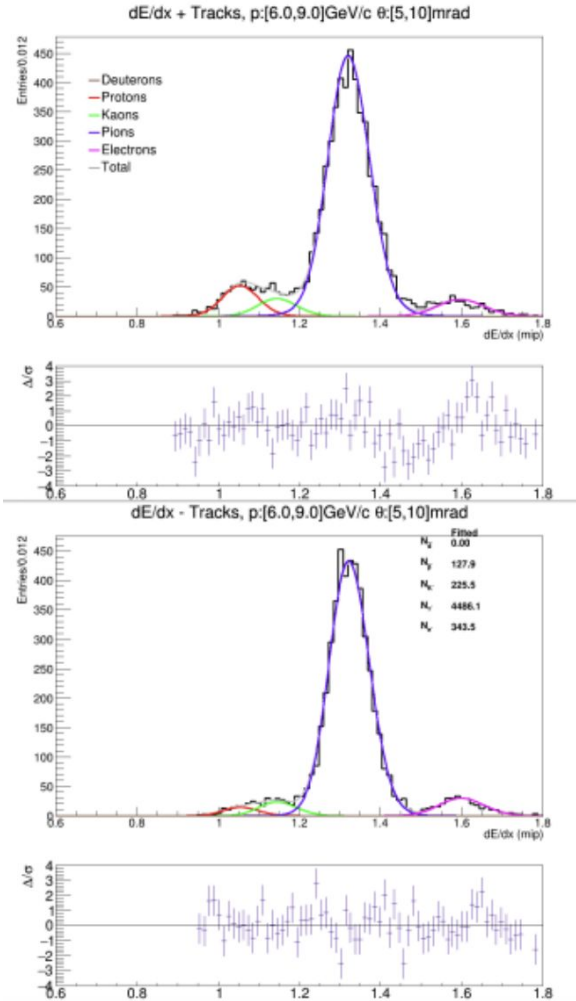 dE/dx + Tracks, p:[6.0,9.0]GeV/c θ:[5,10]mrad
Entries/0.012
450
400
350
300
250
200
150
100
50
0
Deuterons
Protons
Kaons
Pions
Electrons
Total
0.6 0.8 1 1.2 1.4 1.6 1.8
dE/dx (mip)
Δ/σ
4
3
2
1
0
−1
−2
−3
−4
0.6 0.8 1 1.2 1.4 1.6 1.8
dE/dx - Tracks, p:[6.0,9.0]GeV/c θ:[5,10]mrad
Entries/0.012
450
400
350
300
250
200
150
100
50
0
Fitted
0.00
127.9
225.5
4486.1
343.5
0.6 0.8 1 1.2 1.4 1.6 1.8
dE/dx (mip)
Δ/σ
4
3
2
1
0
−1
−2
−3
−4
0.6 0.8 1 1.2 1.4 1.6 1.8